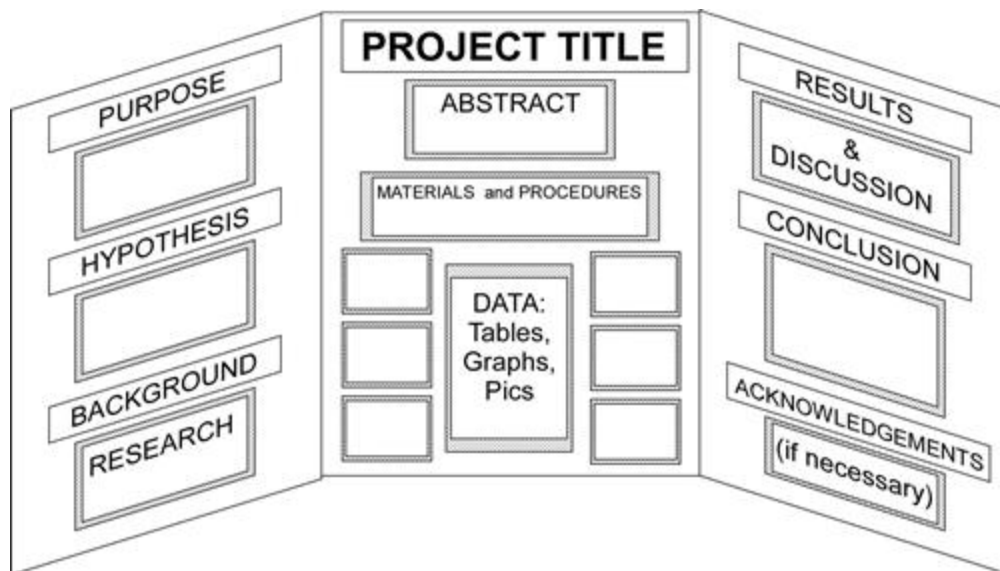 PURPOSE
HYPOTHESIS
BACKGROUND
RESEARCH
PROJECT TITLE
ABSTRACT
MATERIALS and PROCEDURES
DATA:
Tables,
Graphs,
Pics
RESULTS
&
DISCUSSION
CONCLUSION
ACKNOWLEDGEMENTS
(if necessary)